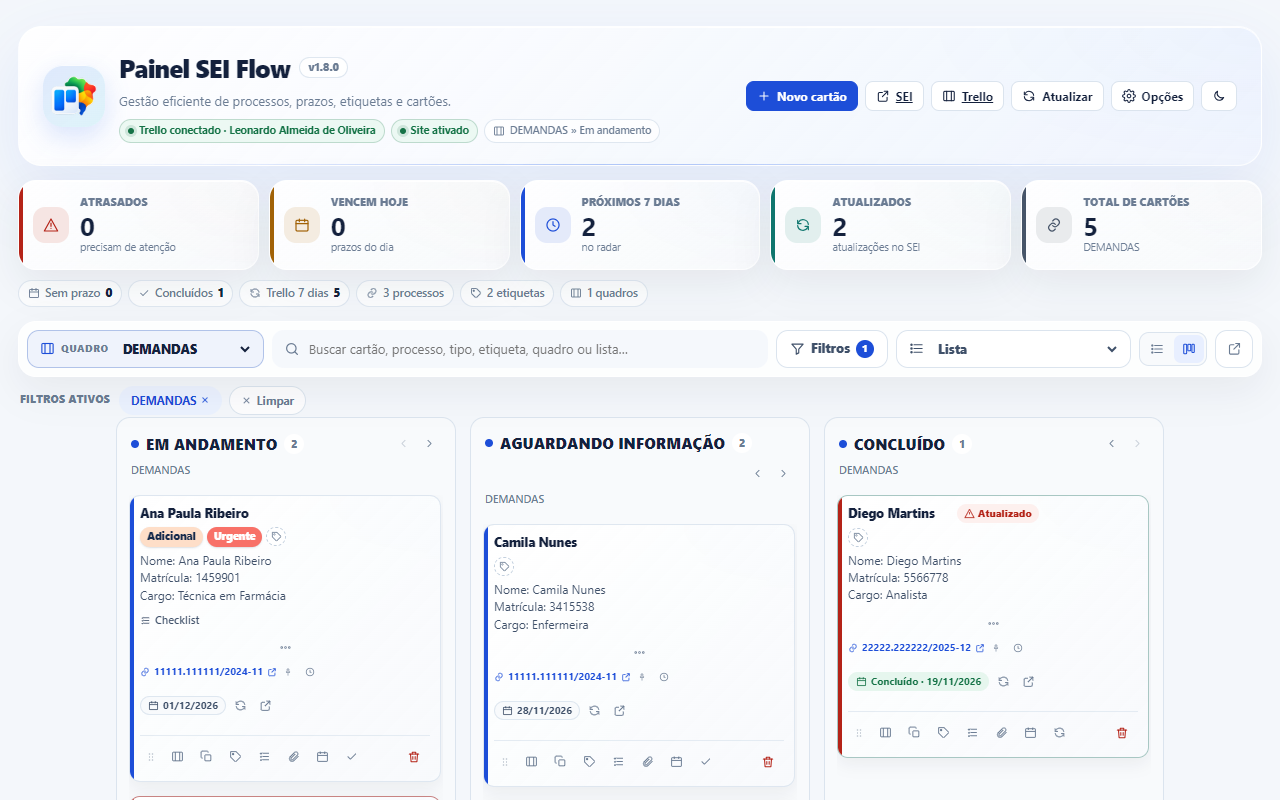 Painel SEI Flow v1.8.0
Gestão eficiente de processos, prazos, etiquetas e cartões.
Trello conectado · Leonardo Almeida de Oliveira Site ativado DEMANDAS » Em andamento
Novo cartão SEI Trello Atualizar Opções
ATRASADOS
0
precisam de atenção
VENCEM HOJE
0
prazos do dia
PRÓXIMOS 7 DIAS
2
no radar
ATUALIZADOS
2
atualizações no SEI
TOTAL DE CARTÕES
5
DEMANDAS
Sem prazo 0 Concluídos 1 Trello 7 dias 5 3 processos 2 etiquetas 1 quadros
QUADRO DEMANDAS Buscar cartão, processo, tipo, etiqueta, quadro ou lista... Filtros 1 Lista
FILTROS ATIVOS DEMANDAS × × Limpar
EM ANDAMENTO 2
DEMANDAS
Ana Paula Ribeiro
Adicional Urgente
Nome: Ana Paula Ribeiro
Matrícula: 1459901
Cargo: Técnica em Farmácia
Checklist
11111.111111/2024-11
01/12/2026
AGUARDANDO INFORMAÇÃO 2
DEMANDAS
Camila Nunes
Nome: Camila Nunes
Matrícula: 3415538
Cargo: Enfermeira
11111.111111/2024-11
28/11/2026
CONCLUÍDO 1
DEMANDAS
Diego Martins Atualizado
Nome: Diego Martins
Matrícula: 5566778
Cargo: Analista
22222.222222/2025-12
Concluído · 19/11/2026